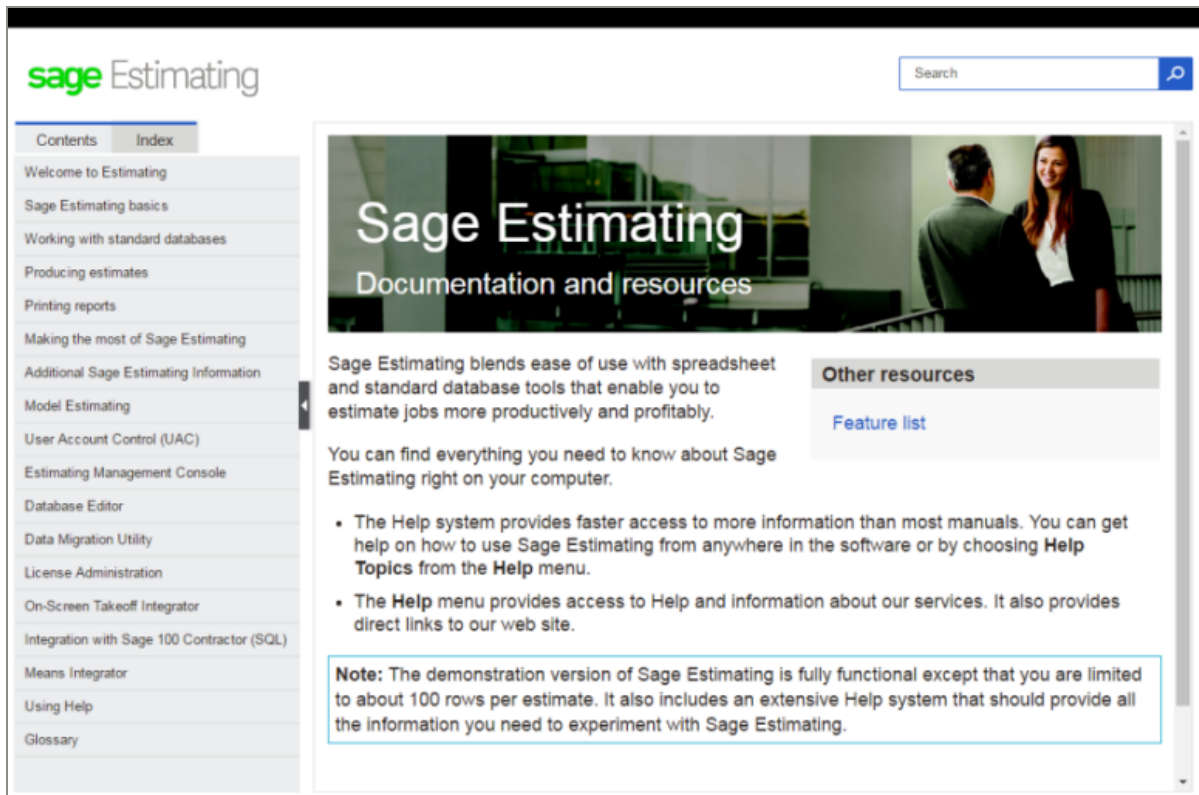 sage Estimating
Search
Contents
Index
Welcome to Estimating
Sage Estimating basics
Working with standard databases
Producing estimates
Printing reports
Making the most of Sage Estimating
Additional Sage Estimating Information
Model Estimating
User Account Control (UAC)
Estimating Management Console
Database Editor
Data Migration Utility
License Administration
On-Screen Takeoff Integrator
Integration with Sage 100 Contractor (SQL)
Means Integrator
Using Help
Glossary
Sage Estimating
Documentation and resources
Sage Estimating blends ease of use with spreadsheet
and standard database tools that enable you to
estimate jobs more productively and profitably.
You can find everything you need to know about Sage
Estimating right on your computer.
Other resources
Feature list
• The Help system provides faster access to more information than most manuals. You can get
help on how to use Sage Estimating from anywhere in the software or by choosing Help
Topics from the Help menu.
• The Help menu provides access to Help and information about our services. It also provides
direct links to our web site.
Note: The demonstration version of Sage Estimating is fully functional except that you are limited
to about 100 rows per estimate. It also includes an extensive Help system that should provide all
the information you need to experiment with Sage Estimating.